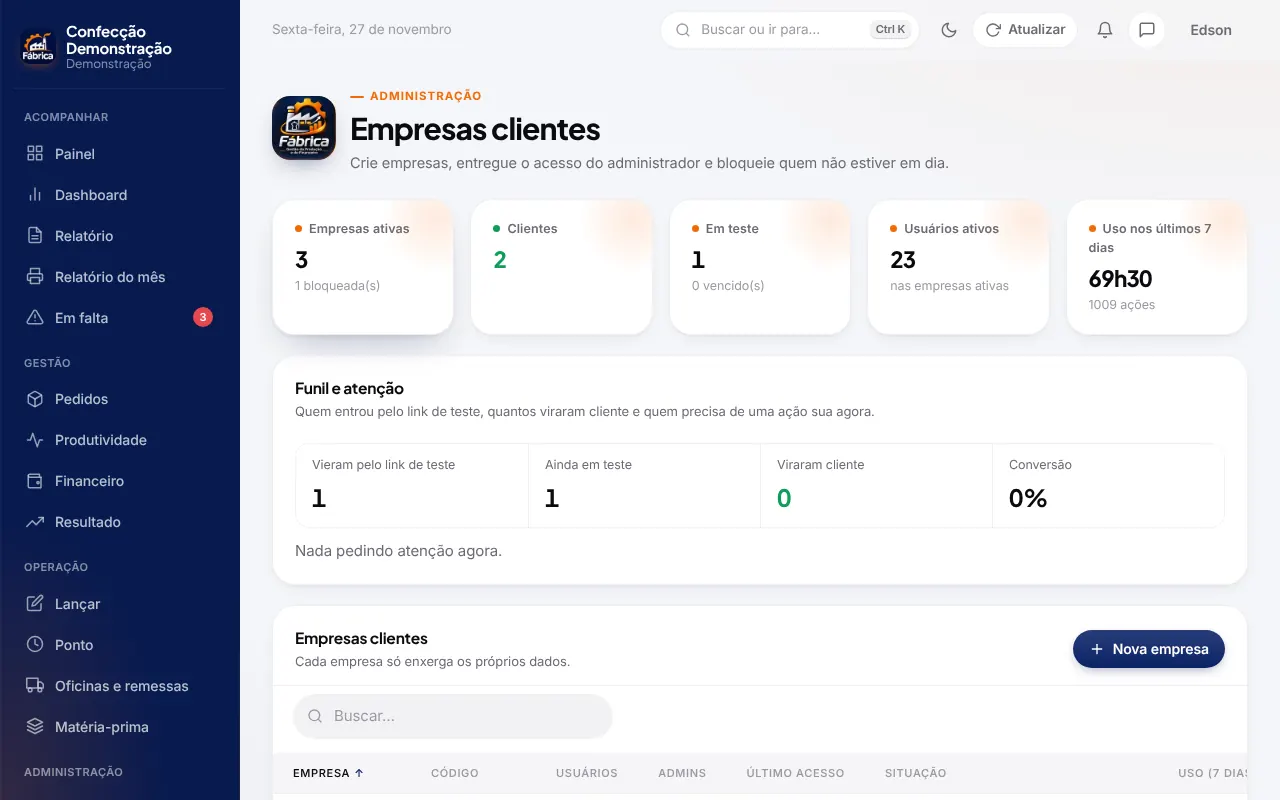 Confecção
Demonstração
Demonstração
Fábrica
ACOMPANHAR
Painel
Dashboard
Relatório
Relatório do mês
Em falta
3
GESTÃO
Pedidos
Produtividade
Financeiro
Resultado
OPERAÇÃO
Lançar
Ponto
Oficinas e remessas
Matéria-prima
ADMINISTRAÇÃO
Sexta-feira, 27 de novembro
Buscar ou ir para...
Ctrl K
Atualizar
Edson
Fábrica
— ADMINISTRAÇÃO
Empresas clientes
Crie empresas, entregue o acesso do administrador e bloqueie quem não estiver em dia.
Empresas ativas
3
1 bloqueada(s)
Clientes
2
Em teste
1
0 vencido(s)
Usuários ativos
23
nas empresas ativas
Uso nos últimos 7
dias
69h30
1009 ações
Funil e atenção
Quem entrou pelo link de teste, quantos viraram cliente e quem precisa de uma ação sua agora.
Vieram pelo link de teste
1
Ainda em teste
1
Viraram cliente
0
Conversão
0%
Nada pedindo atenção agora.
Empresas clientes
Cada empresa só enxerga os próprios dados.
+ Nova empresa
Buscar...
EMPRESA ↑ CÓDIGO USUÁRIOS ADMINS ÚLTIMO ACESSO SITUAÇÃO USO (7 DIAS